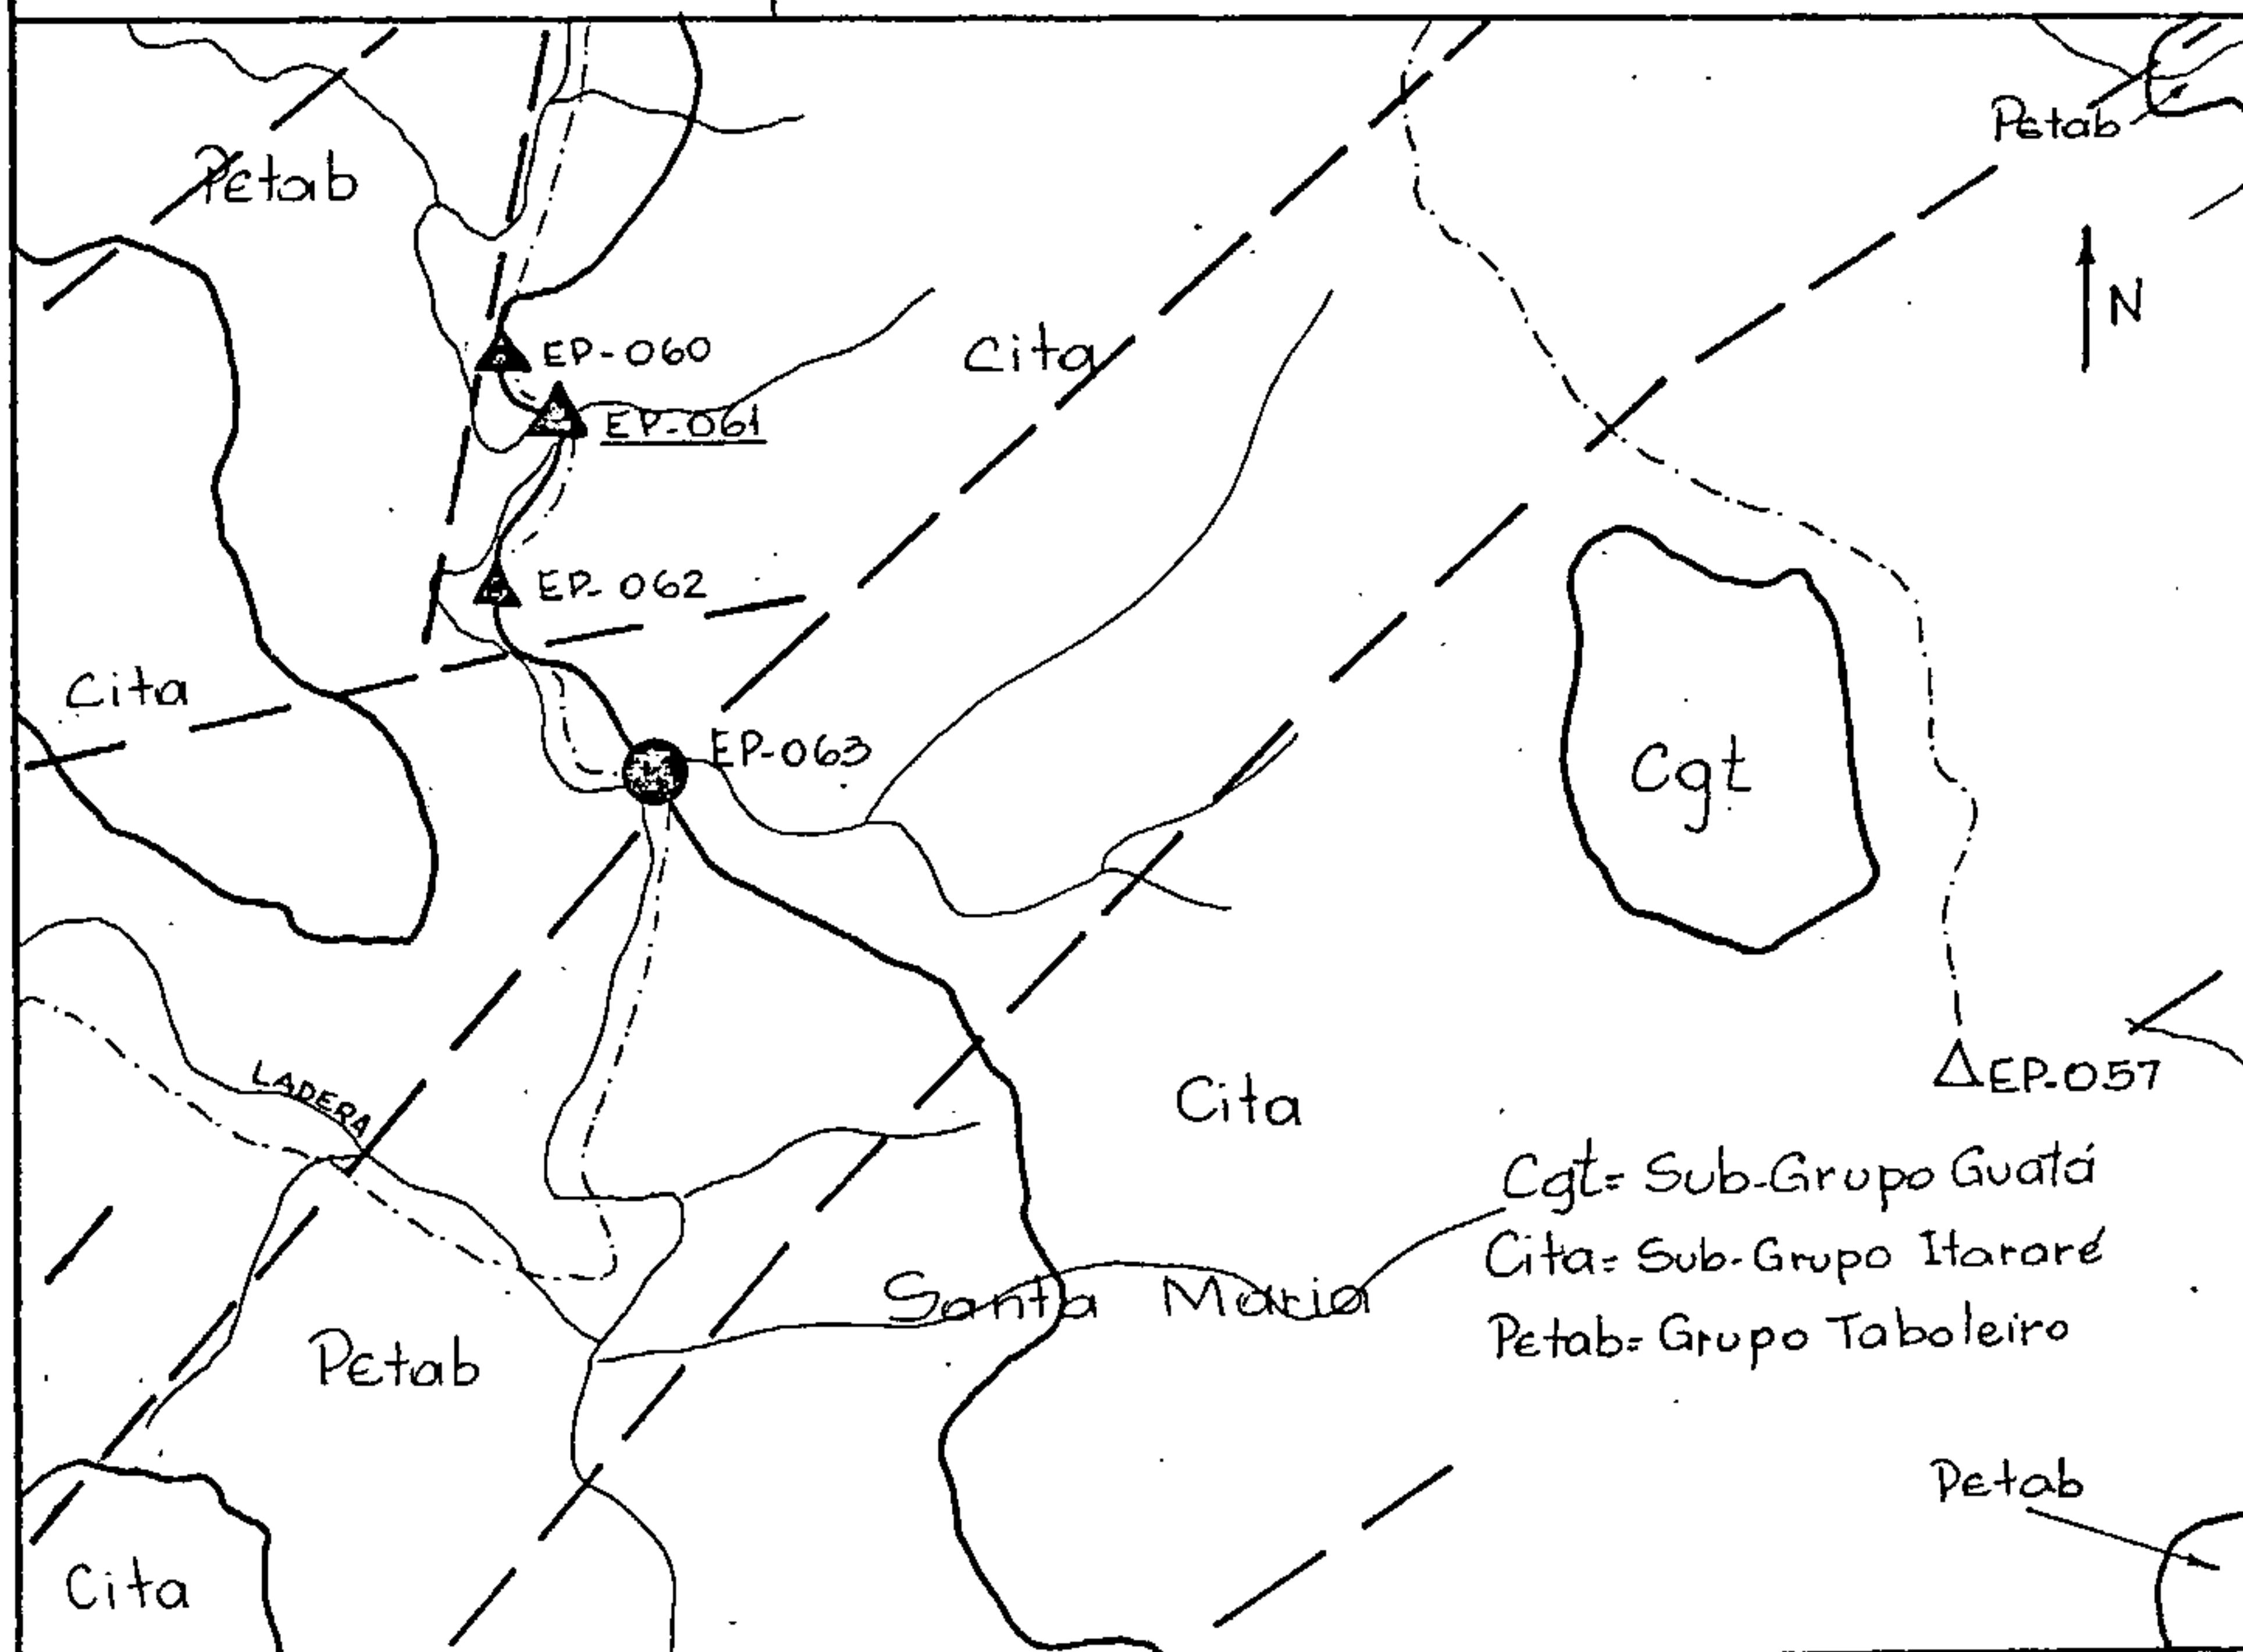 Petab
Petab
N
EP-060
Cita
EP-061
EP-062
Cita
EP-063
Cgt
LADERA
Cita
EP-057
Cgt= Sub-Grupo Guatá
Cita= Sub-Grupo Itararé
Santa Maria
Petab= Grupo Taboleiro
Petab
Petab
Cita